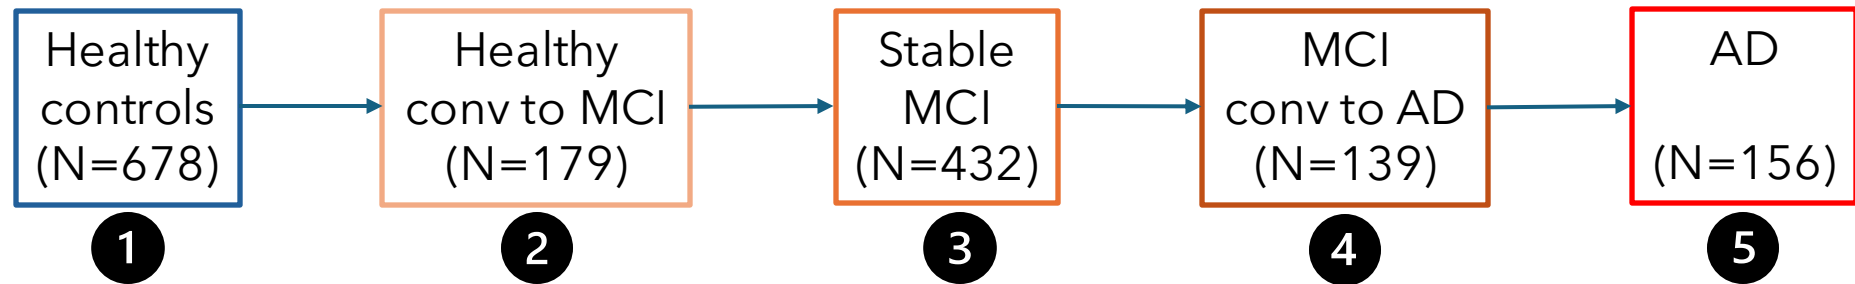 Healthy
controls
(N=678)
Healthy
conv to MCI
(N=179)
Stable
MCI
(N=432)
MCI
conv to AD
(N=139)
AD
(N=156)
1
2
3
4
5